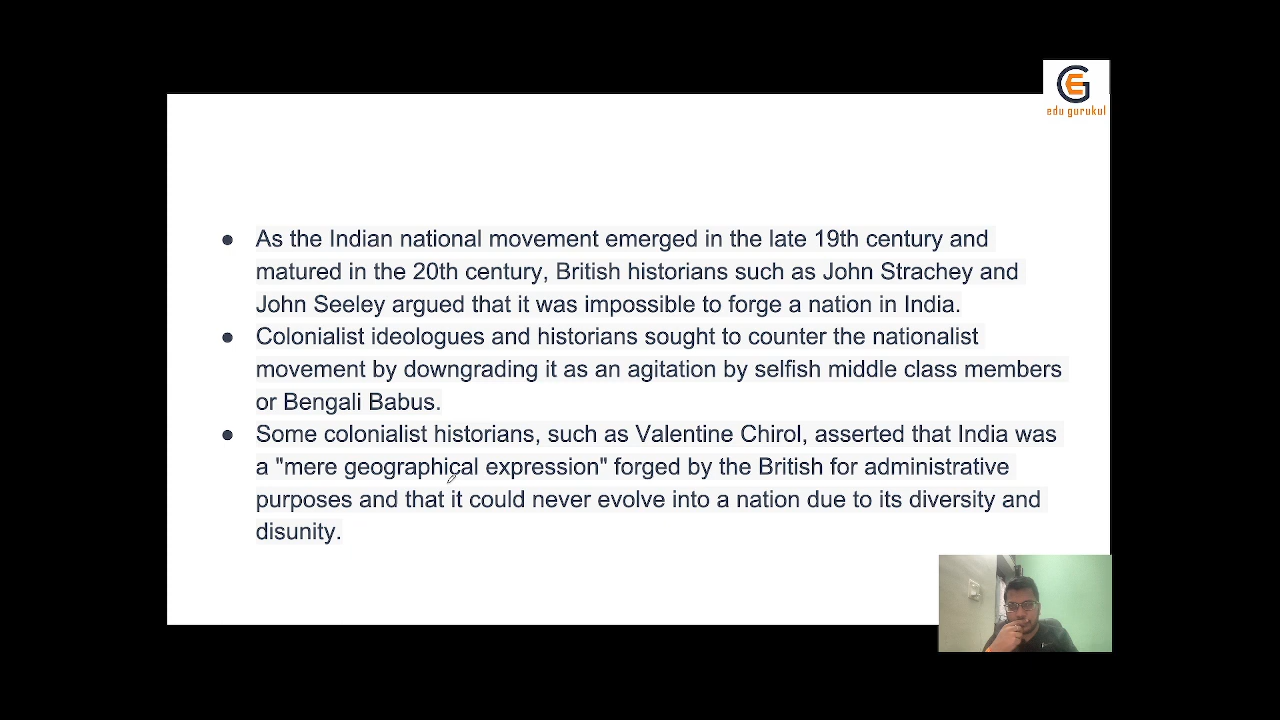 edu gurukul
● As the Indian national movement emerged in the late 19th century and
matured in the 20th century, British historians such as John Strachey and
John Seeley argued that it was impossible to forge a nation in India.
● Colonialist ideologues and historians sought to counter the nationalist
movement by downgrading it as an agitation by selfish middle class members
or Bengali Babus.
● Some colonialist historians, such as Valentine Chirol, asserted that India was
a "mere geographical expression" forged by the British for administrative
purposes and that it could never evolve into a nation due to its diversity and
disunity.